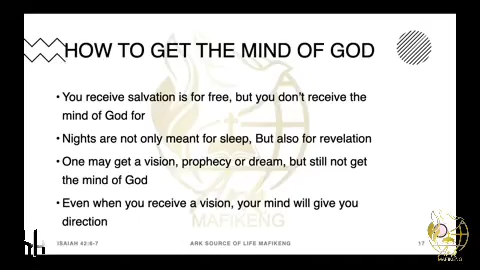 HOW TO GET THE MIND OF GOD
• You receive salvation is for free, but you don't receive the
mind of God for
• Nights are not only meant for sleep, But also for revelation
• One may get a vision, prophecy or dream, but still not get
the mind of God
• Even when you receive a vision, your mind will give you
direction
Ark
MAFIKENG
ISAIAH 42:6-7
ARK SOURCE OF LIFE MAFIKENG
17
MAFIKENG